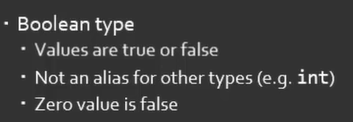 · Boolean type
· Values are true or false
· Not an alias for other types (e.g. int)
· Zero value is false